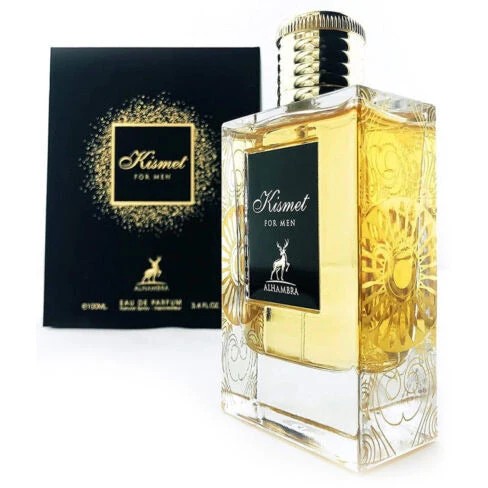 Kismet
FOR MEN
ALHAMBRA
℮100ML EAU DE PARFUM 3.4 FL.OZ
Kismet
FOR MEN
ALHAMBRA